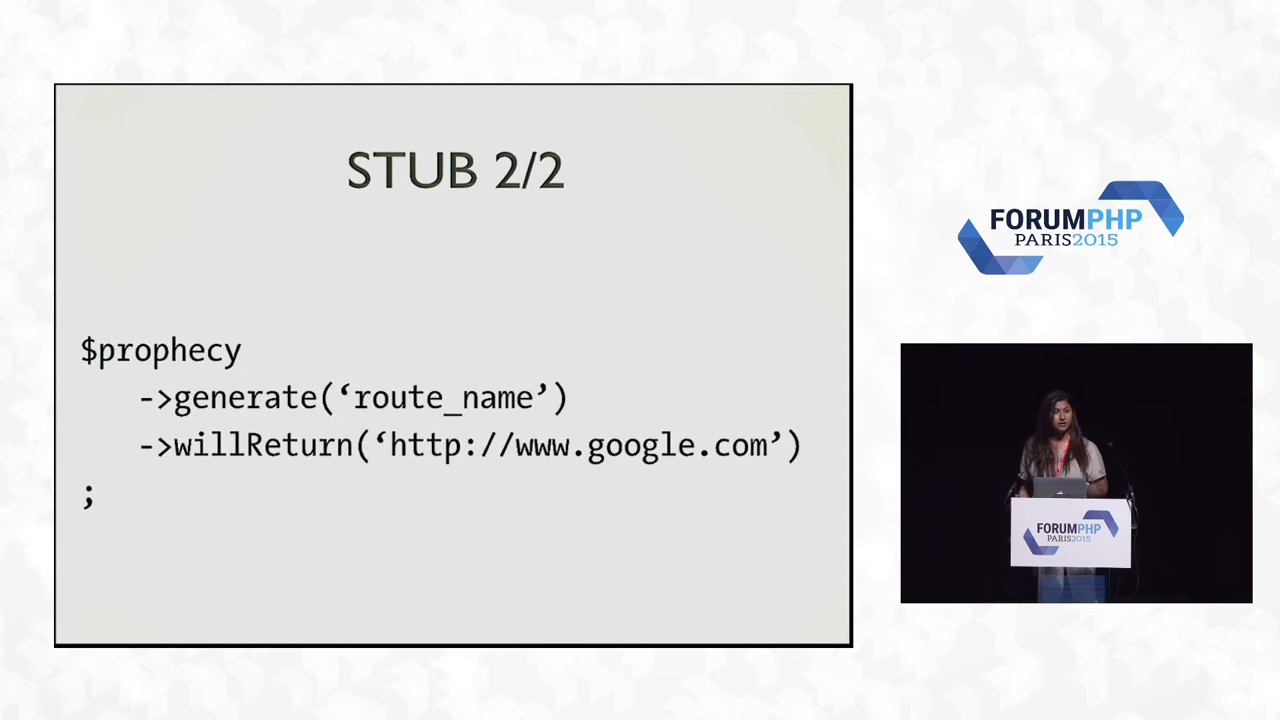 STUB 2/2
$prophecy
->generate(‘route_name’)
->willReturn(‘http://www.google.com’)
;
FORUMPHP
PARIS2015
FORUMPHP
PARIS2015